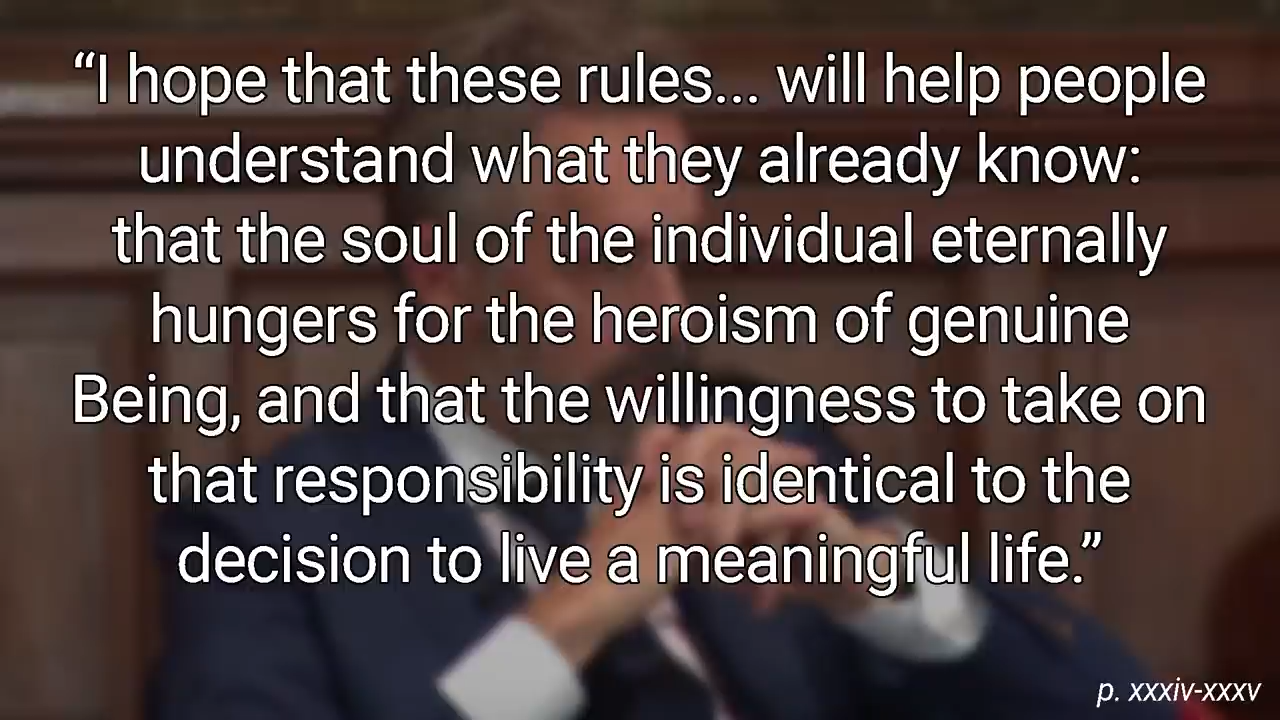 “I hope that these rules... will help people
understand what they already know:
that the soul of the individual eternally
hungers for the heroism of genuine
Being, and that the willingness to take on
that responsibility is identical to the
decision to live a meaningful life.”
p. xxxiv-xxxv